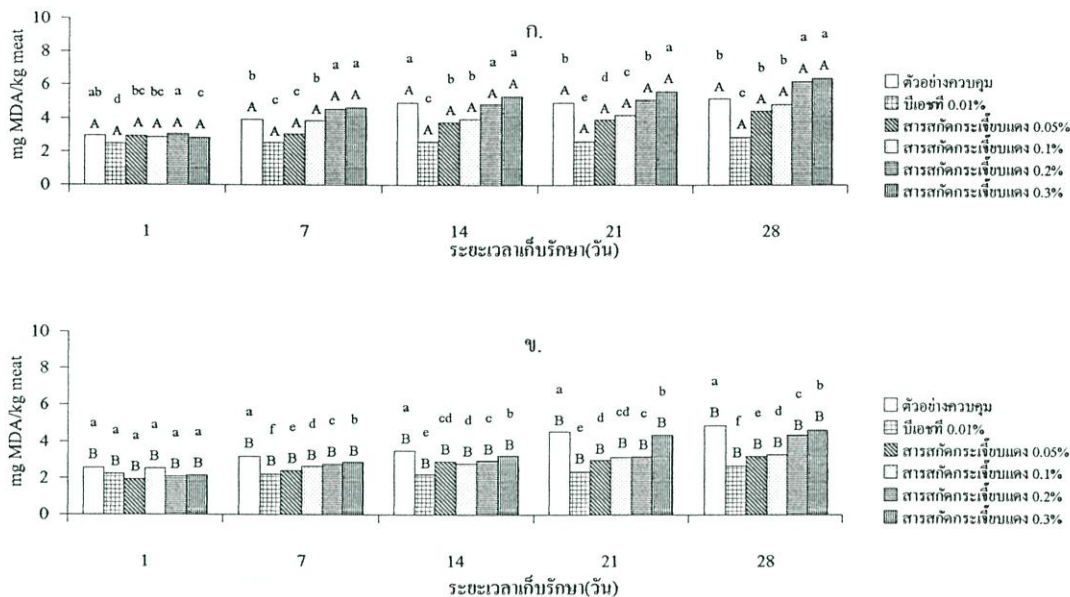 10
8
6
4
2
0
mg MDA/kg meat
ก.
ab d bc bc a c
A A A A A A
b c c b a a
A A A A A A
a c b b a a
A A A A A A
b e d c b a
A A A A A A
b c b b a a
A A A A A A
1 7 14 21 28
ระยะเวลาเก็บรักษา(วัน)
ตัวอย่างควบคุม
บีเอชที 0.01%
สารสกัดกระเจี๊ยบแดง 0.05%
สารสกัดกระเจี๊ยบแดง 0.1%
สารสกัดกระเจี๊ยบแดง 0.2%
สารสกัดกระเจี๊ยบแดง 0.3%
10
8
6
4
2
0
mg MDA/kg meat
ข.
a a a a a a
B B B B B B
a f e d c b
B B B B B B
a e cd d c b
B B B B B B
a e d cd c b
B B B B B B
a f e d c b
B B B B B B
1 7 14 21 28
ระยะเวลาเก็บรักษา(วัน)
ตัวอย่างควบคุม
บีเอชที 0.01%
สารสกัดกระเจี๊ยบแดง 0.05%
สารสกัดกระเจี๊ยบแดง 0.1%
สารสกัดกระเจี๊ยบแดง 0.2%
สารสกัดกระเจี๊ยบแดง 0.3%